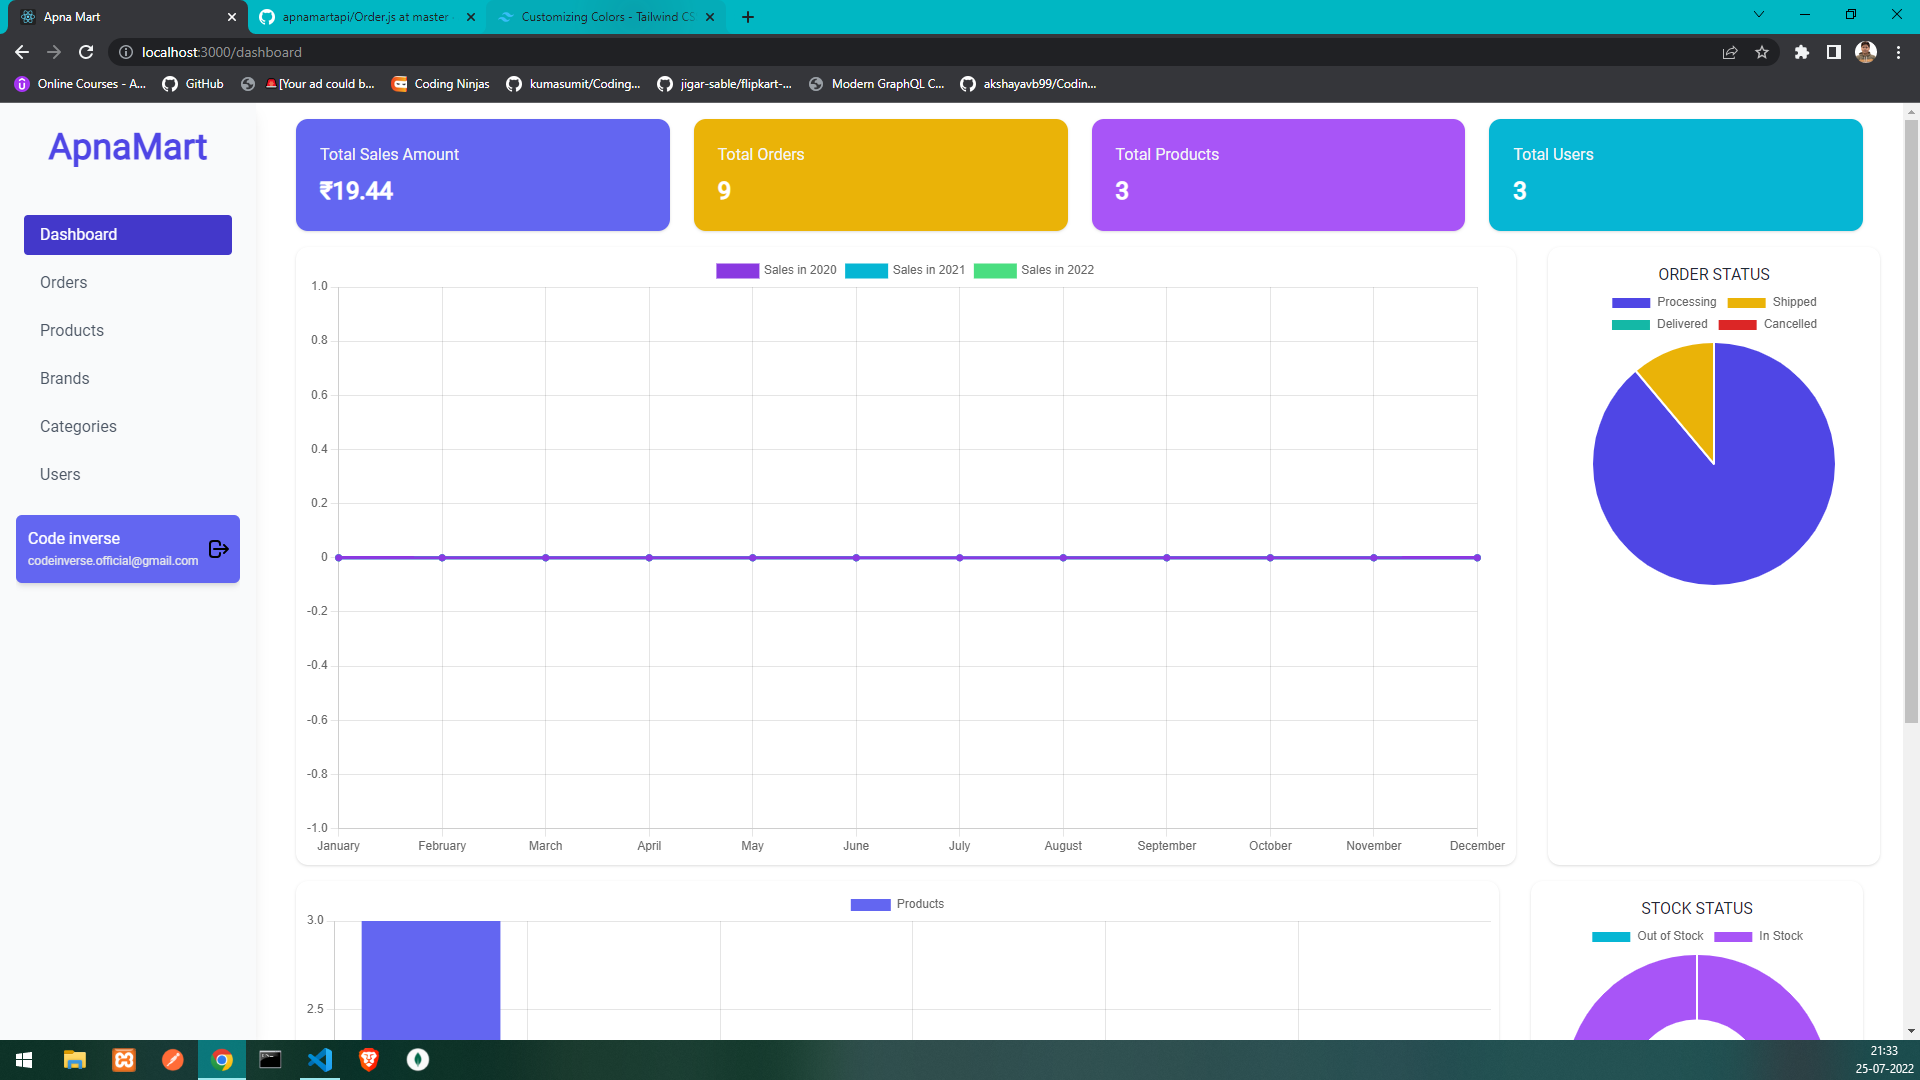 Apna Mart
apnamartapi/Order.js at master
Customizing Colors - Tailwind CS
localhost:3000/dashboard
Online Courses - A...
GitHub
[Your ad could b...
Coding Ninjas
kumasumit/Coding...
jigar-sable/flipkart-...
Modern GraphQL C...
akshayavb99/Codin...
ApnaMart
Dashboard
Orders
Products
Brands
Categories
Users
Code inverse
codeinverse.official@gmail.com
Total Sales Amount
₹19.44
Total Orders
9
Total Products
3
Total Users
3
Sales in 2020 Sales in 2021 Sales in 2022
1.0
0.8
0.6
0.4
0.2
0
-0.2
-0.4
-0.6
-0.8
-1.0
January February March April May June July August September October November December
ORDER STATUS
Processing Shipped
Delivered Cancelled
Products
3.0
2.5
STOCK STATUS
Out of Stock In Stock
21:33
25-07-2022